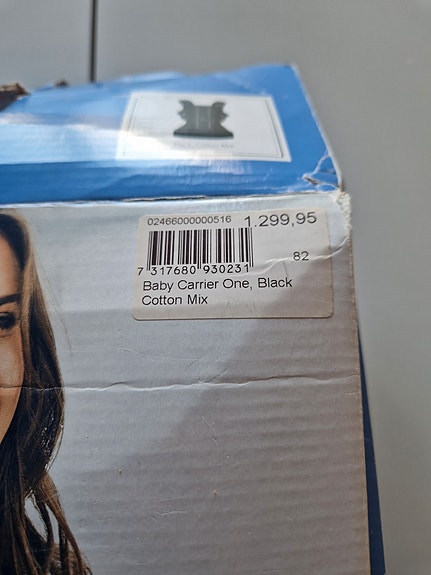 02466000000516 1.299,95
7 317680 930231
82
Baby Carrier One, Black
Cotton Mix